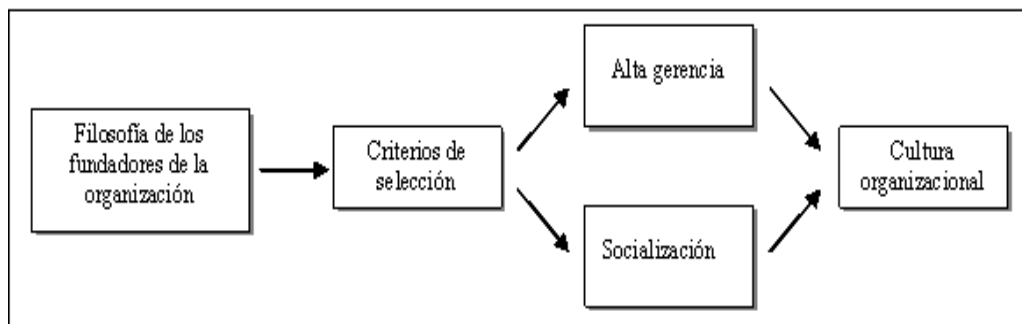 Filosofía de los
fundadores de la
organización
Criterios de
selección
Alta gerencia
Socialización
Cultura
organizacional